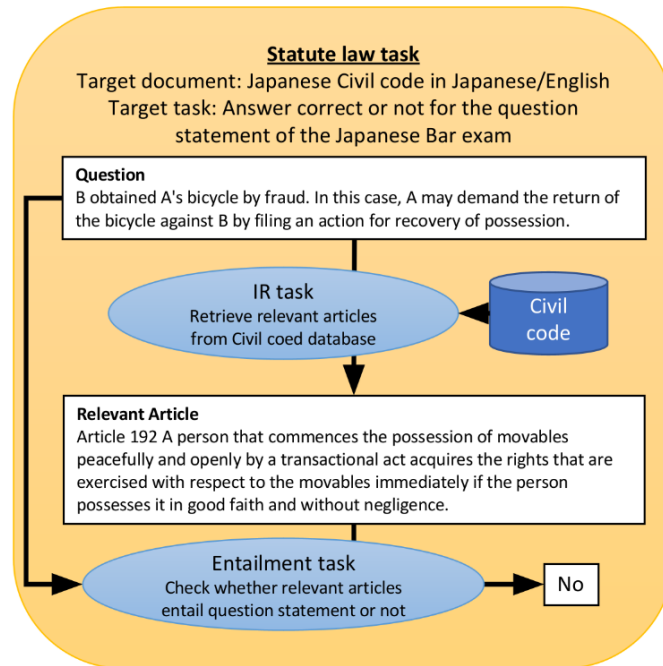 Statute law task
Target document: Japanese Civil code in Japanese/English
Target task: Answer correct or not for the question
statement of the Japanese Bar exam
Question
B obtained A's bicycle by fraud. In this case, A may demand the return of
the bicycle against B by filing an action for recovery of possession.
IR task
Retrieve relevant articles
from Civil coed database
Civil
code
Relevant Article
Article 192 A person that commences the possession of movables
peacefully and openly by a transactional act acquires the rights that are
exercised with respect to the movables immediately if the person
possesses it in good faith and without negligence.
Entailment task
Check whether relevant articles
entail question statement or not
No